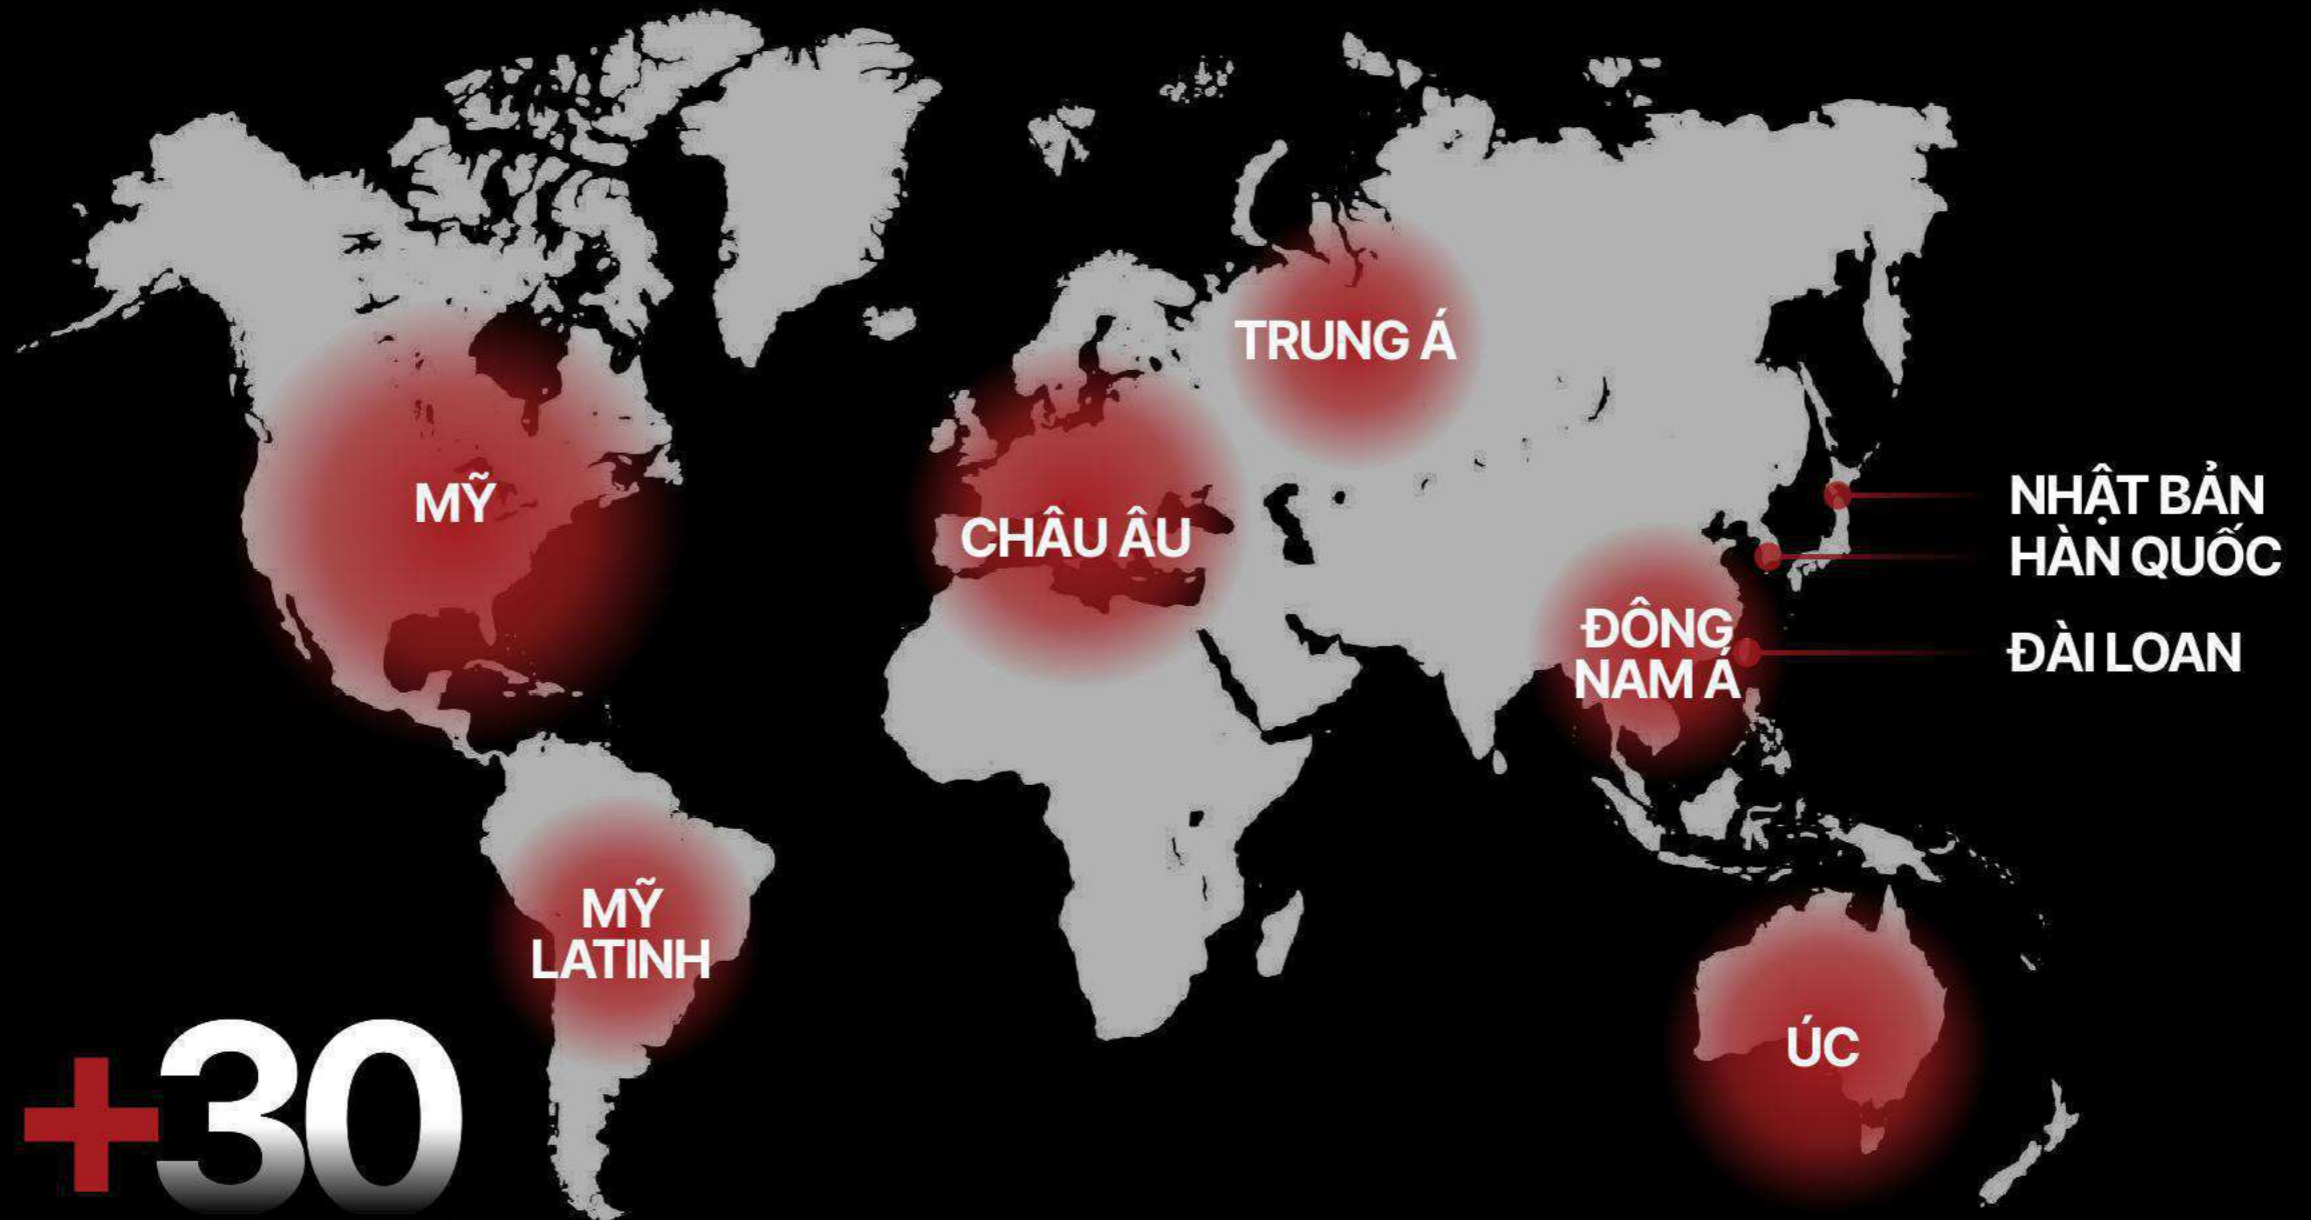 TRUNG Á
MỸ
CHÂU ÂU
NHẬT BẢN
HÀN QUỐC
ĐÔNG
NAM Á
ĐÀI LOAN
MỸ
LATINH
ÚC
+30